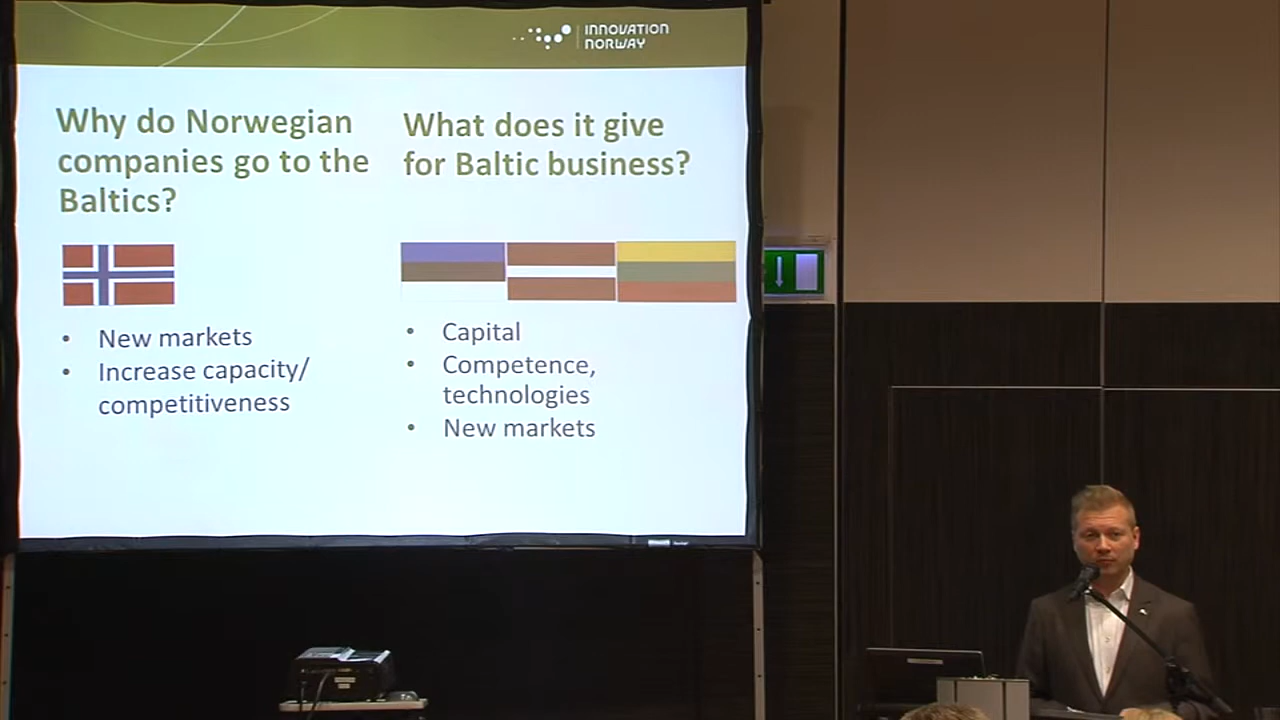 INNOVATION
NORWAY
Why do Norwegian
companies go to the
Baltics?
• New markets
• Increase capacity/
competitiveness
What does it give
for Baltic business?
• Capital
• Competence,
technologies
• New markets